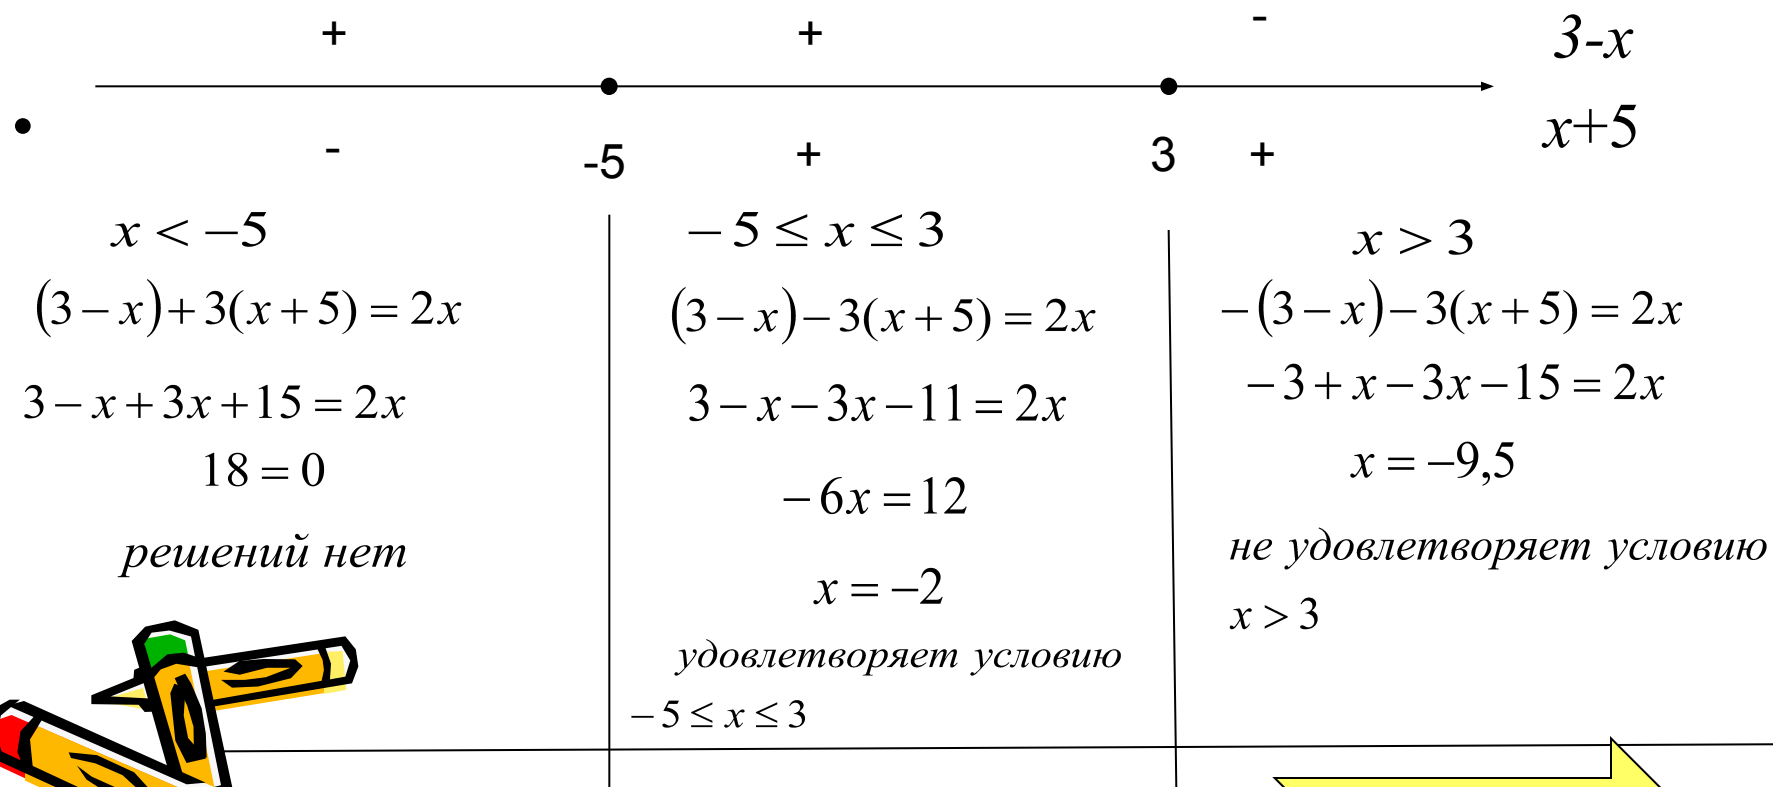 + + - 3-x
- -5 + 3 + x+5
x < −5
(3 − x) + 3(x + 5) = 2x
3 − x + 3x + 15 = 2x
18 = 0
решений нет
− 5 ≤ x ≤ 3
(3 − x) − 3(x + 5) = 2x
3 − x − 3x − 11 = 2x
− 6x = 12
x = −2
удовлетворяет условию
− 5 ≤ x ≤ 3
x > 3
− (3 − x) − 3(x + 5) = 2x
− 3 + x − 3x − 15 = 2x
x = −9,5
не удовлетворяет условию
x > 3